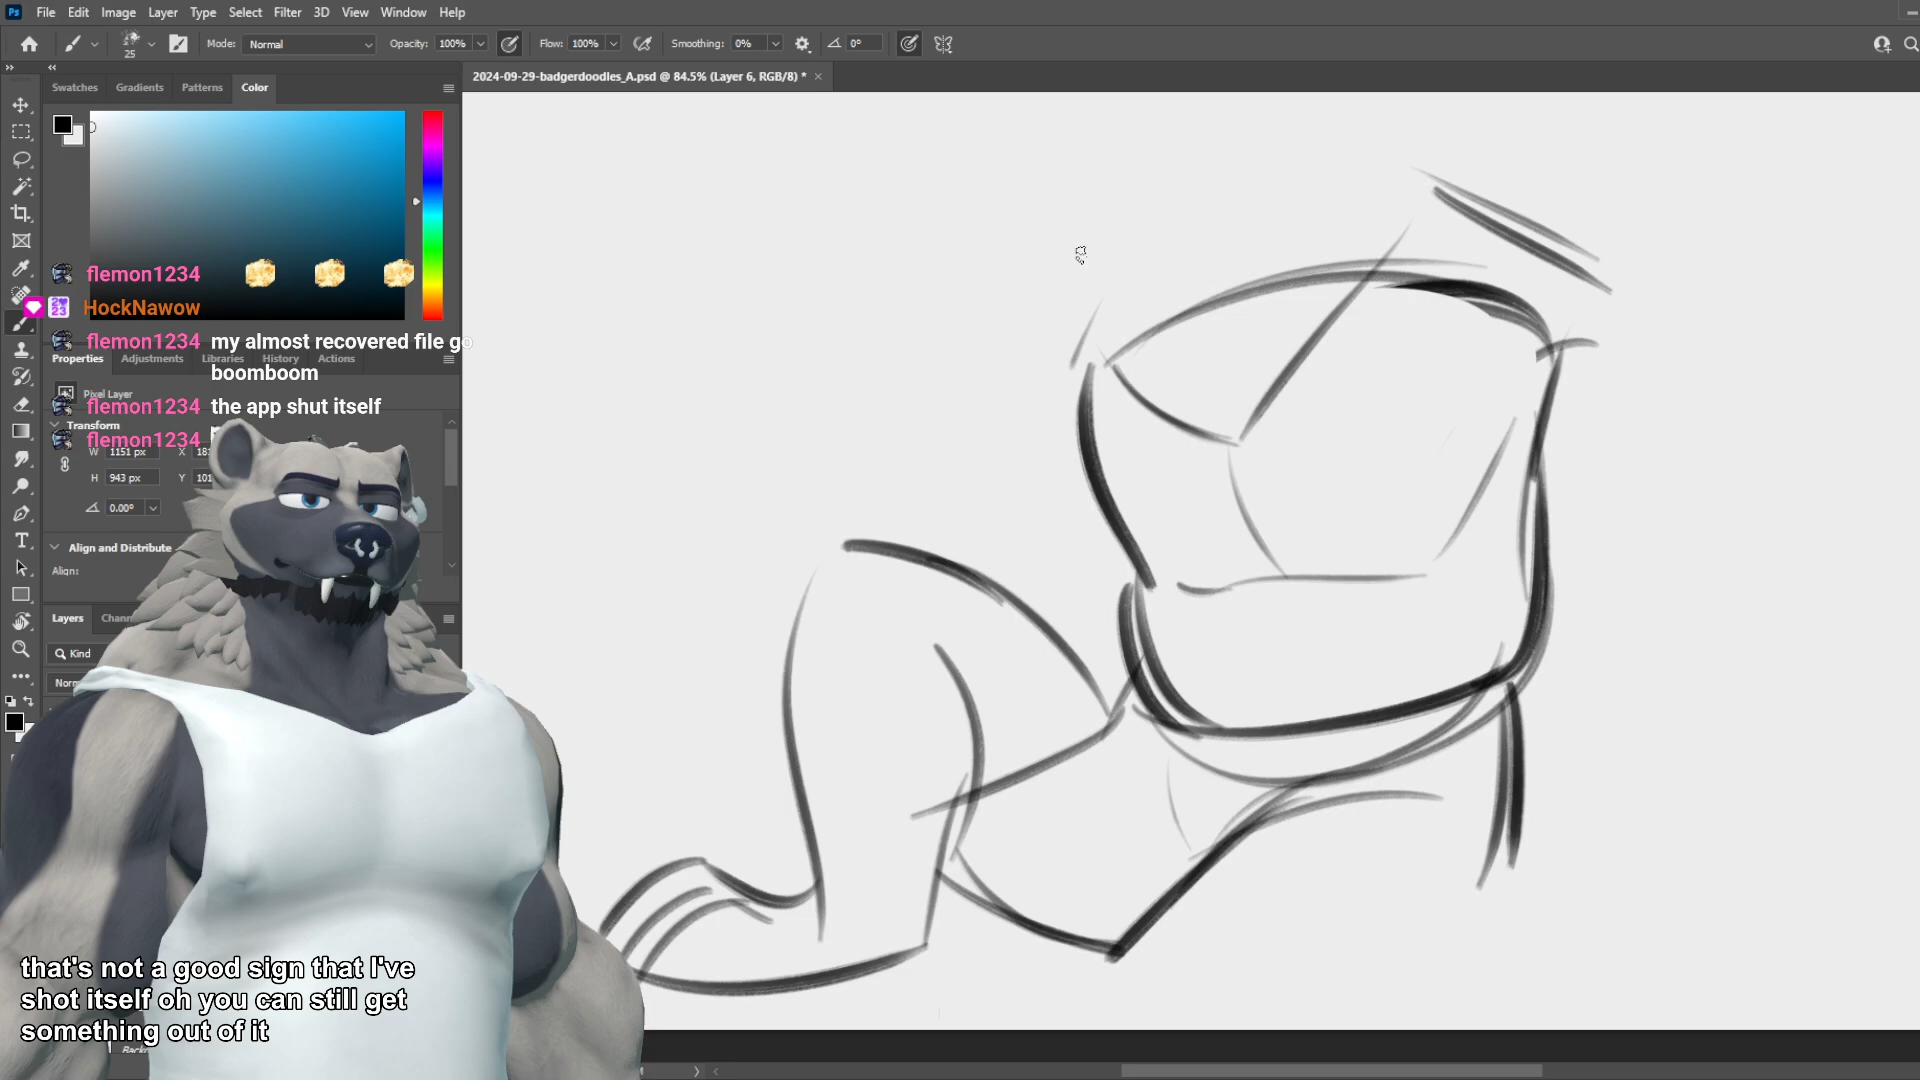 Ps File Edit Image Layer Type Select Filter 3D View Window Help
25 Mode: Normal Opacity: 100% Flow: 100% Smoothing: 0% 0°
2024-09-29-badgerdoodles_A.psd @ 84.5% (Layer 6, RGB/8) *
Swatches Gradients Patterns Color
flemon1234
2023 HockNawow
flemon1234 my almost recovered file go
boomboom
Properties Adjustments Libraries History Actions
Pixel Layer
flemon1234 the app shut itself
Transform
flemon1234
W 1151 px X
H 943 px Y 101
0.00°
Align and Distribute
Align:
Layers
Kind
that's not a good sign that I've
shot itself oh you can still get
something out of it